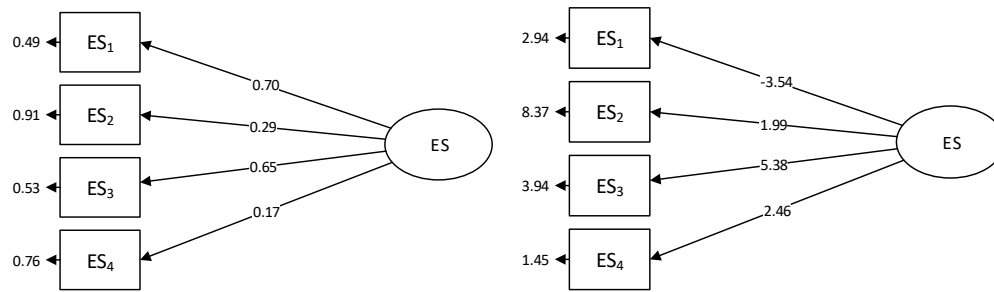 0.49 ES₁ 0.70
0.91 ES₂ 0.29 ES
0.65
0.53 ES₃
0.17
0.76 ES₄
2.94 ES₁ -3.54
8.37 ES₂ 1.99 ES
5.38
3.94 ES₃
2.46
1.45 ES₄